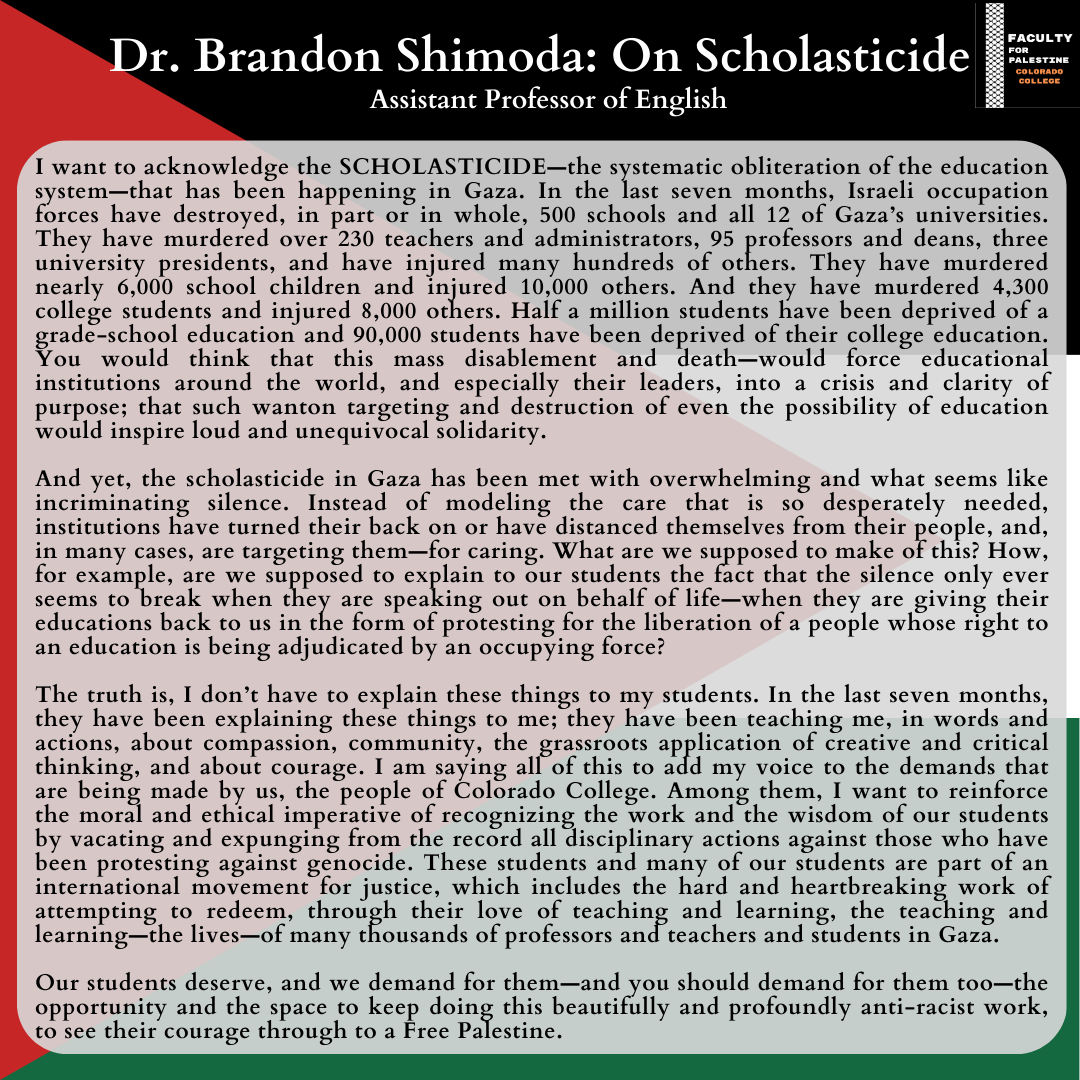 Dr. Brandon Shimoda: On Scholasticide
Assistant Professor of English
FACULTY
FOR
PALESTINE
COLORADO
COLLEGE
I want to acknowledge the SCHOLASTICIDE—the systematic obliteration of the education
system—that has been happening in Gaza. In the last seven months, Israeli occupation
forces have destroyed, in part or in whole, 500 schools and all 12 of Gaza's universities.
They have murdered over 230 teachers and administrators, 95 professors and deans, three
university presidents, and have injured many hundreds of others. They have murdered
nearly 6,000 school children and injured 10,000 others. And they have murdered 4,300
college students and injured 8,000 others. Half a million students have been deprived of a
grade-school education and 90,000 students have been deprived of their college education.
You would think that this mass disablement and death—would force educational
institutions around the world, and especially their leaders, into a crisis and clarity of
purpose; that such wanton targeting and destruction of even the possibility of education
would inspire loud and unequivocal solidarity.
And yet, the scholasticide in Gaza has been met with overwhelming and what seems like
incriminating silence. Instead of modeling the care that is so desperately needed,
institutions have turned their back on or have distanced themselves from their people, and,
in many cases, are targeting them—for caring. What are we supposed to make of this? How,
for example, are we supposed to explain to our students the fact that the silence only ever
seems to break when they are speaking out on behalf of life—when they are giving their
educations back to us in the form of protesting for the liberation of a people whose right to
an education is being adjudicated by an occupying force?
The truth is, I don't have to explain these things to my students. In the last seven months,
they have been explaining these things to me; they have been teaching me, in words and
actions, about compassion, community, the grassroots application of creative and critical
thinking, and about courage. I am saying all of this to add my voice to the demands that
are being made by us, the people of Colorado College. Among them, I want to reinforce
the moral and ethical imperative of recognizing the work and the wisdom of our students
by vacating and expunging from the record all disciplinary actions against those who have
been protesting against genocide. These students and many of our students are part of an
international movement for justice, which includes the hard and heartbreaking work of
attempting to redeem, through their love of teaching and learning, the teaching and
learning—the lives—of many thousands of professors and teachers and students in Gaza.
Our students deserve, and we demand for them—and you should demand for them too—the
opportunity and the space to keep doing this beautifully and profoundly anti-racist work,
to see their courage through to a Free Palestine.